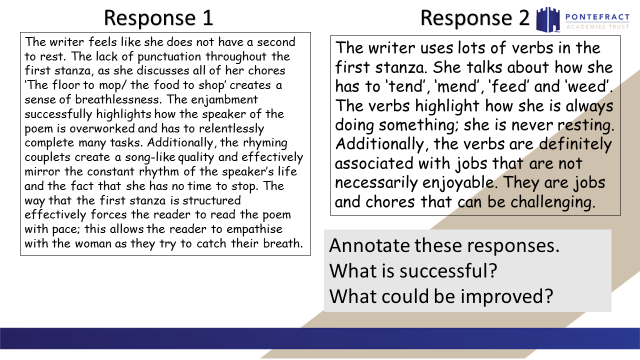 Response 1
The writer feels like she does not have a second
to rest. The lack of punctuation throughout the
first stanza, as she discusses all of her chores
‘The floor to mop/ the food to shop’ creates a
sense of breathlessness. The enjambment
successfully highlights how the speaker of the
poem is overworked and has to relentlessly
complete many tasks. Additionally, the rhyming
couplets create a song-like quality and effectively
mirror the constant rhythm of the speaker’s life
and the fact that she has no time to stop. The
way that the first stanza is structured
effectively forces the reader to read the poem
with pace; this allows the reader to empathise
with the woman as they try to catch their breath.
Response 2
PONTEFRACT
ACADEMIES TRUST
The writer uses lots of verbs in the
first stanza. She talks about how she
has to ‘tend’, ‘mend’, ‘feed’ and ‘weed’.
The verbs highlight how she is always
doing something; she is never resting.
Additionally, the verbs are definitely
associated with jobs that are not
necessarily enjoyable. They are jobs
and chores that can be challenging.
Annotate these responses.
What is successful?
What could be improved?